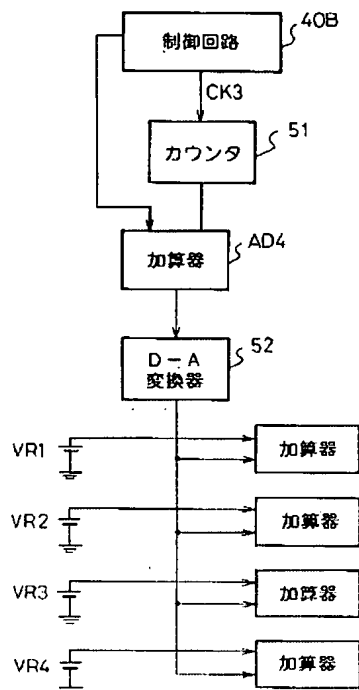 40B
制御回路
CK3
51
カウンタ
AD4
加算器
52
D-A
変換器
VR1
加算器
VR2
加算器
VR3
加算器
VR4
加算器